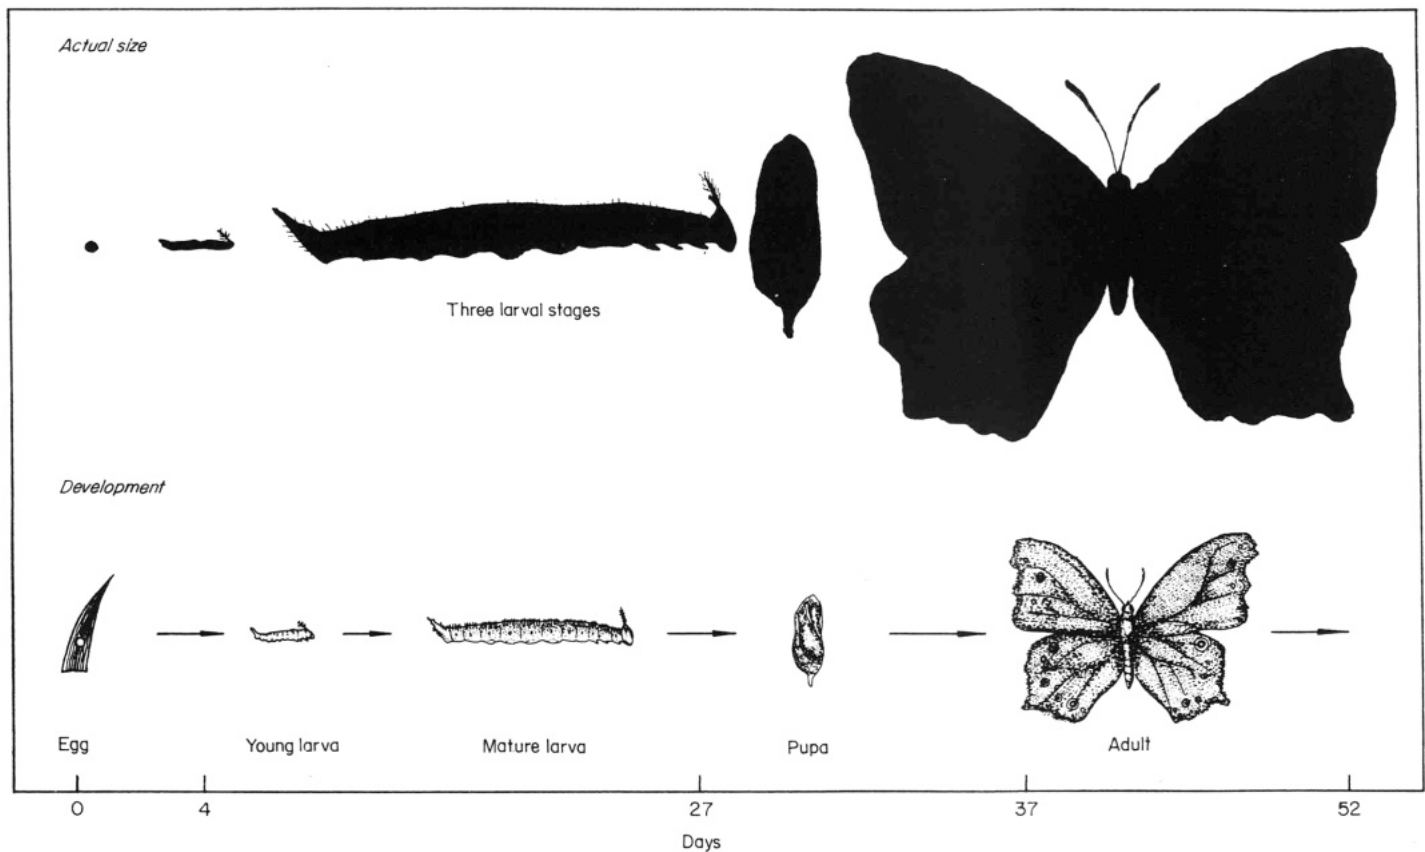 Actual size
Three larval stages
Development
Egg
Young larva
Mature larva
Pupa
Adult
0
4
27
37
52
Days